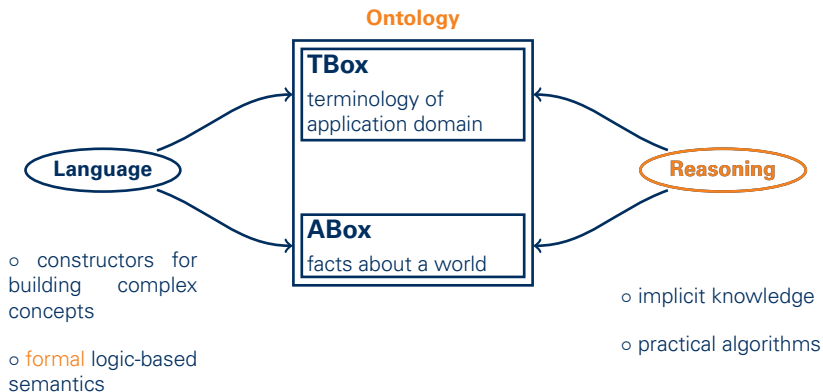 Ontology
TBox
terminology of
application domain
Language
Reasoning
ABox
facts about a world
○ constructors for
building complex
concepts
○ formal logic-based
semantics
○ implicit knowledge
○ practical algorithms